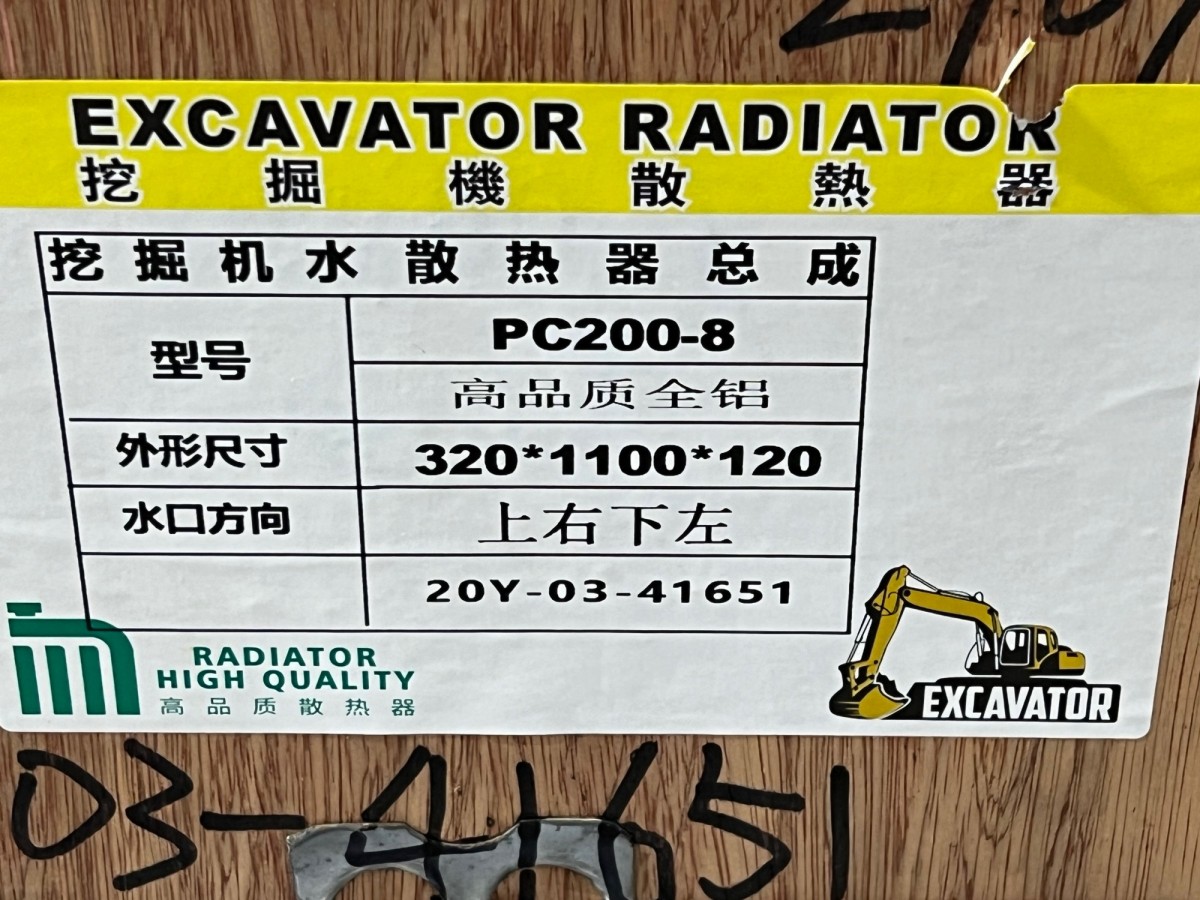 EXCAVATOR RADIATOR
挖掘機散熱器
挖掘机水散热器总成
型号
PC200-8
高品质全铝
外形尺寸
320*1100*120
水口方向
上右下左
20Y-03-41651
RADIATOR
HIGH QUALITY
高品质散热器
EXCAVATOR
03-41651